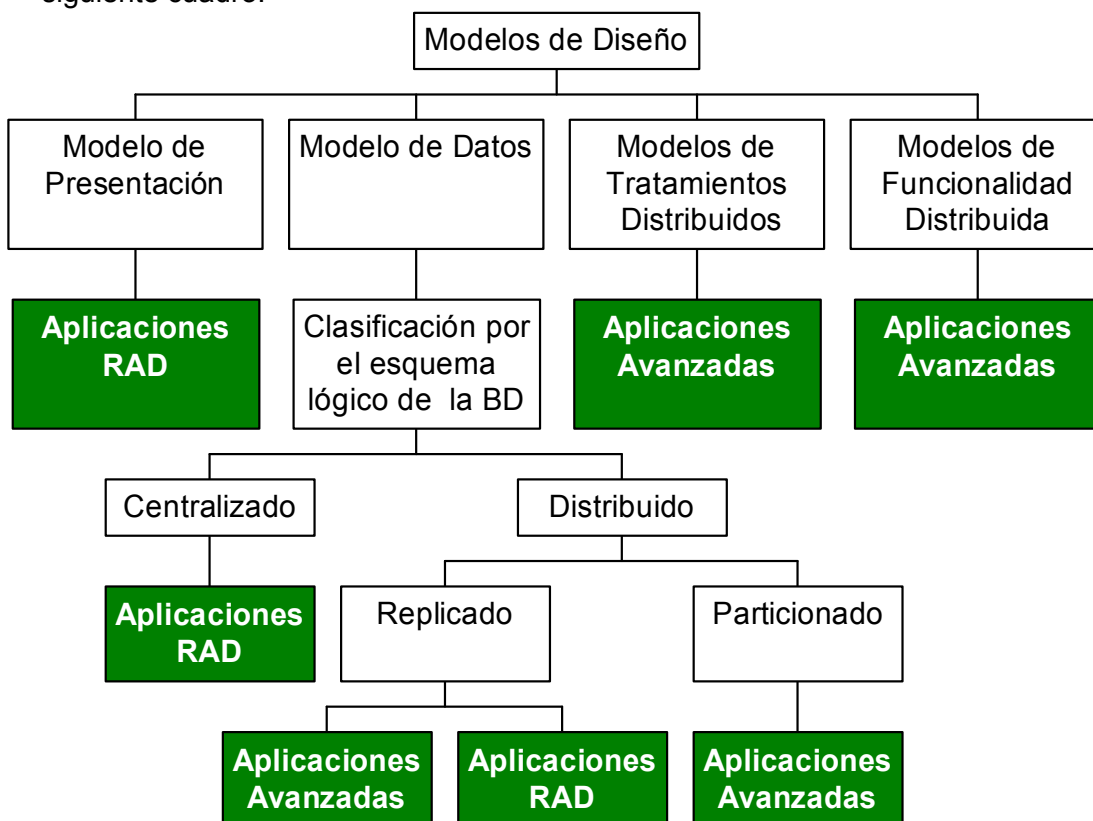 siguiente cuadro:
Modelos de Diseño
Modelo de
Presentación
Modelo de Datos
Modelos de
Tratamientos
Distribuidos
Modelos de
Funcionalidad
Distribuida
Aplicaciones
RAD
Clasificación por
el esquema
lógico de la BD
Aplicaciones
Avanzadas
Aplicaciones
Avanzadas
Centralizado
Distribuido
Aplicaciones
RAD
Replicado
Particionado
Aplicaciones
Avanzadas
Aplicaciones
RAD
Aplicaciones
Avanzadas